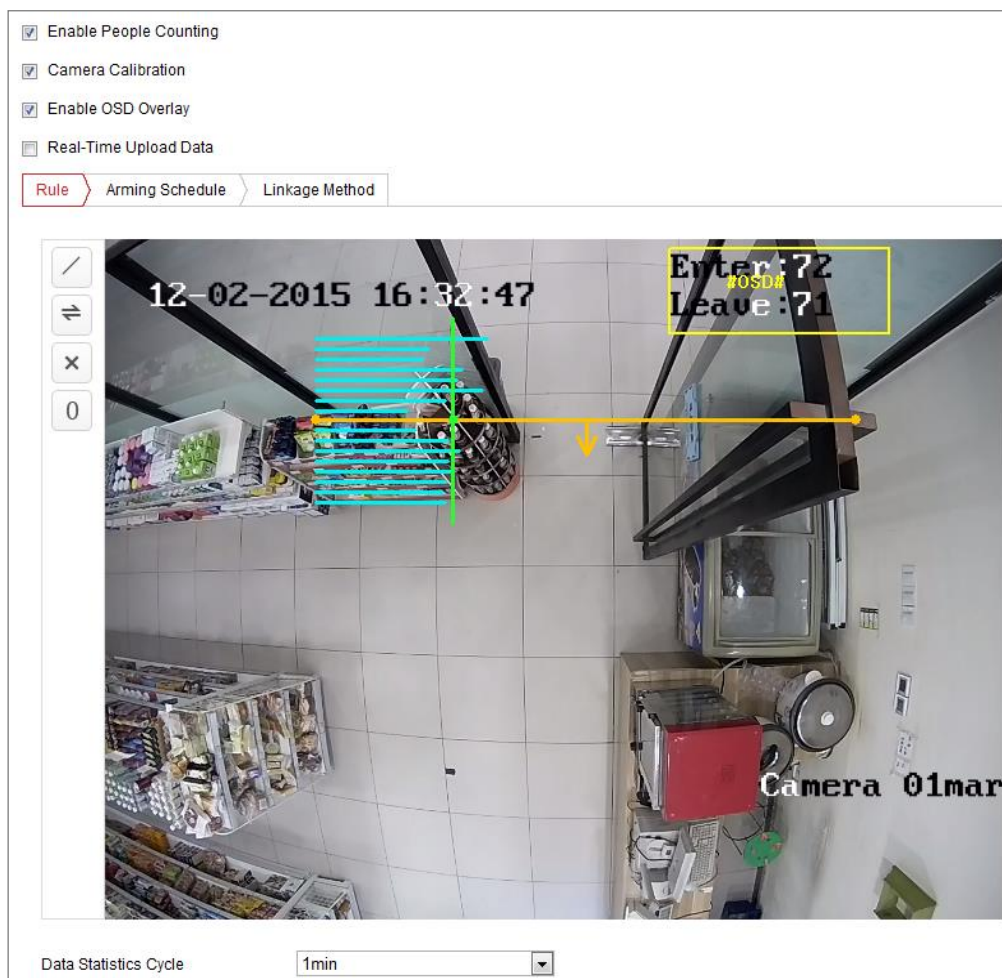 Enable People Counting
Camera Calibration
Enable OSD Overlay
Real-Time Upload Data
Rule Arming Schedule Linkage Method
12-02-2015 16:32:47
Enter:72
#OSD#
Leave:71
0
Camera 01mar
Data Statistics Cycle 1min